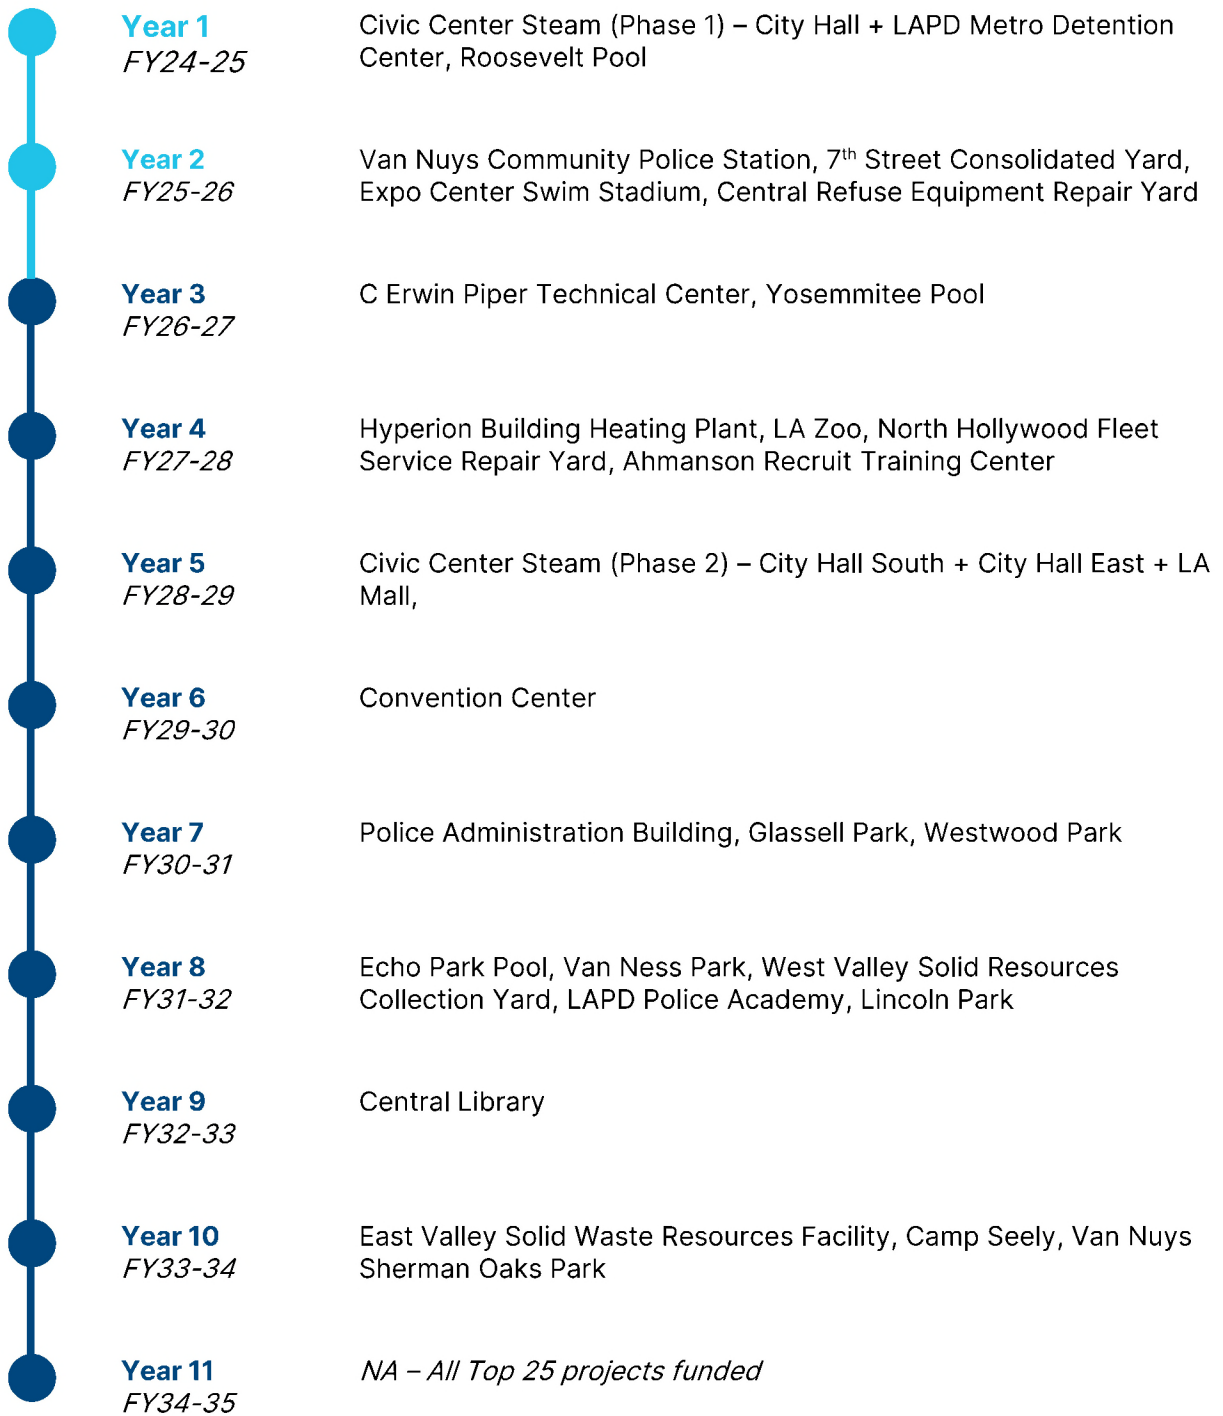 Year 1
FY24-25
Civic Center Steam (Phase 1) – City Hall + LAPD Metro Detention
Center, Roosevelt Pool
Year 2
FY25-26
Van Nuys Community Police Station, 7th Street Consolidated Yard,
Expo Center Swim Stadium, Central Refuse Equipment Repair Yard
Year 3
FY26-27
C Erwin Piper Technical Center, Yosemmitee Pool
Year 4
FY27-28
Hyperion Building Heating Plant, LA Zoo, North Hollywood Fleet
Service Repair Yard, Ahmanson Recruit Training Center
Year 5
FY28-29
Civic Center Steam (Phase 2) – City Hall South + City Hall East + LA
Mall,
Year 6
FY29-30
Convention Center
Year 7
FY30-31
Police Administration Building, Glassell Park, Westwood Park
Year 8
FY31-32
Echo Park Pool, Van Ness Park, West Valley Solid Resources
Collection Yard, LAPD Police Academy, Lincoln Park
Year 9
FY32-33
Central Library
Year 10
FY33-34
East Valley Solid Waste Resources Facility, Camp Seely, Van Nuys
Sherman Oaks Park
Year 11
FY34-35
NA – All Top 25 projects funded